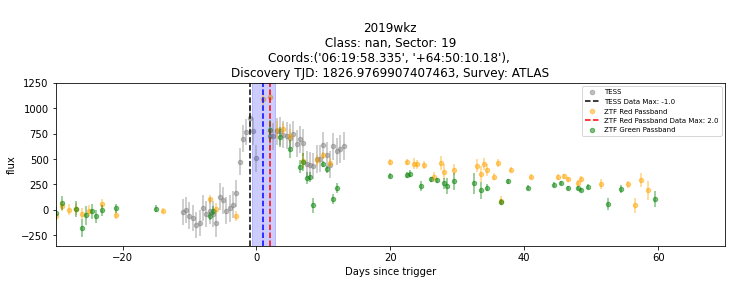 2019wkz
Class: nan, Sector: 19
Coords:('06:19:58.335', '+64:50:10.18'),
Discovery TJD: 1826.9769907407463, Survey: ATLAS
1250
1000
750
500
250
0
−250
flux
TESS
TESS Data Max: -1.0
ZTF Red Passband
ZTF Red Passband Data Max: 2.0
ZTF Green Passband
−20
0
20
40
60
Days since trigger